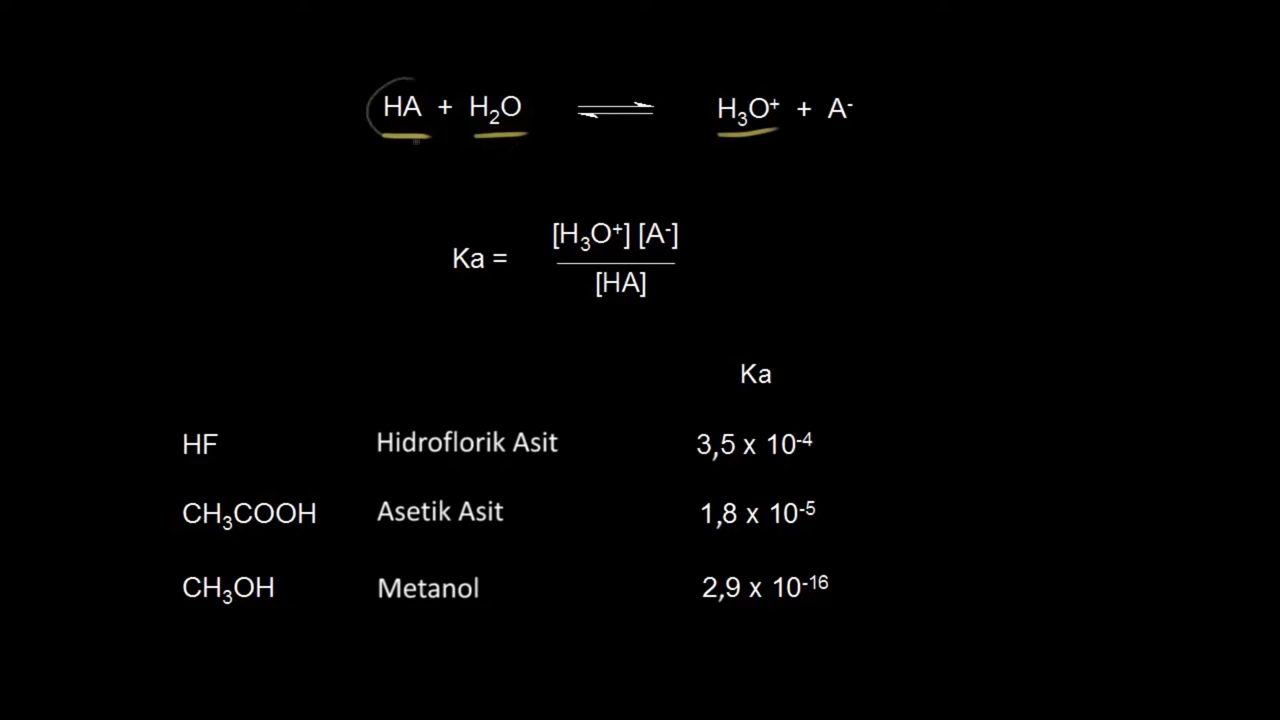 HA + H₂O ⇌ H₃O⁺ + A⁻
Ka = [H₃O⁺] [A⁻] / [HA]
Ka
HF Hidroflorik Asit 3,5 x 10⁻⁴
CH₃COOH Asetik Asit 1,8 x 10⁻⁵
CH₃OH Metanol 2,9 x 10⁻¹⁶